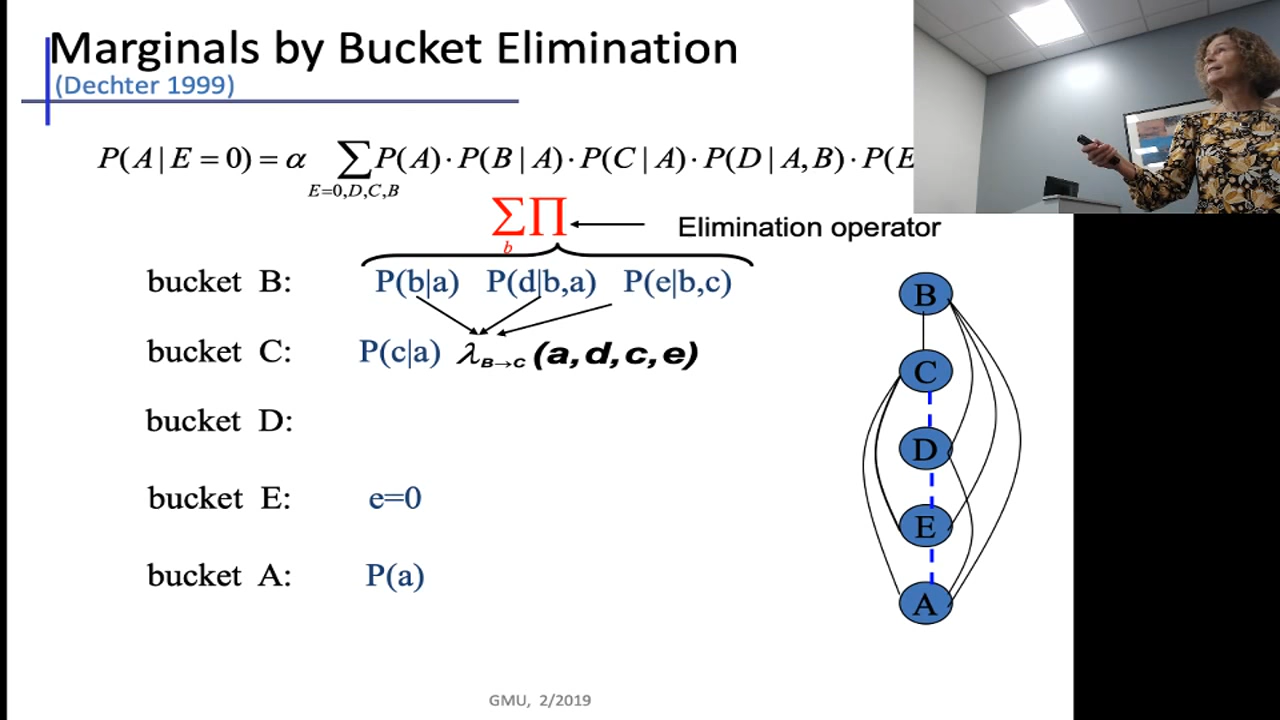 Marginals by Bucket Elimination
(Dechter 1999)
P(A | E = 0) = α ∑ P(A) · P(B | A) · P(C | A) · P(D | A, B) · P(E
E=0,D,C,B
∑∏
b
Elimination operator
bucket B: P(b|a) P(d|b,a) P(e|b,c)
bucket C: P(c|a) λB→C (a,d,c,e)
bucket D:
bucket E: e=0
bucket A: P(a)
B
C
D
E
A
GMU, 2/2019